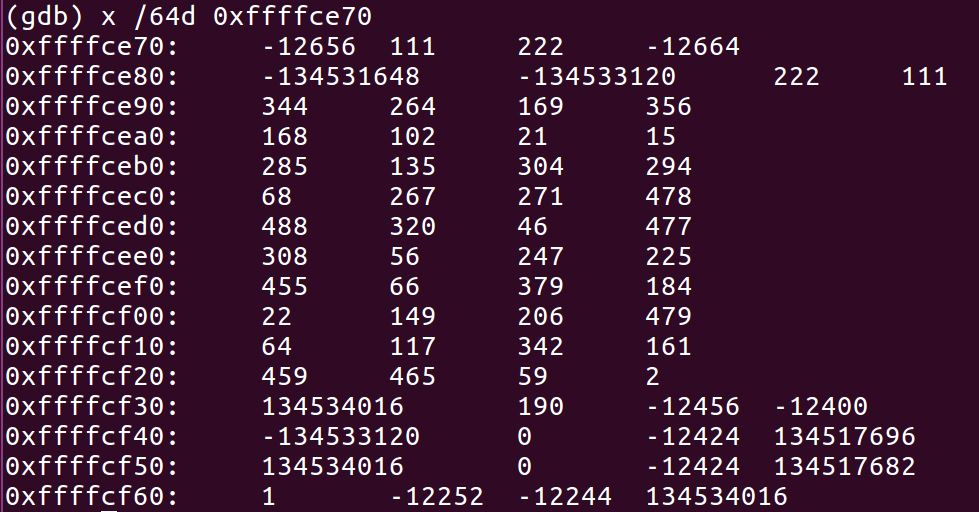 (gdb) x /64d 0xffffce70
0xffffce70: -12656 111 222 -12664
0xffffce80: -134531648 -134533120 222 111
0xffffce90: 344 264 169 356
0xffffcea0: 168 102 21 15
0xffffceb0: 285 135 304 294
0xffffcec0: 68 267 271 478
0xffffced0: 488 320 46 477
0xffffcee0: 308 56 247 225
0xffffcef0: 455 66 379 184
0xffffcf00: 22 149 206 479
0xffffcf10: 64 117 342 161
0xffffcf20: 459 465 59 2
0xffffcf30: 134534016 190 -12456 -12400
0xffffcf40: -134533120 0 -12424 134517696
0xffffcf50: 134534016 0 -12424 134517682
0xffffcf60: 1 -12252 -12244 134534016